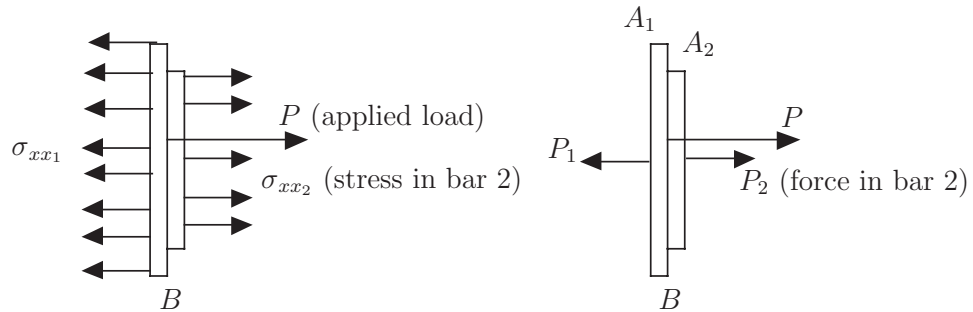 A₁
A₂
P (applied load)
P
σₓₓ₁
P₁
σₓₓ₂ (stress in bar 2)
P₂ (force in bar 2)
B
B